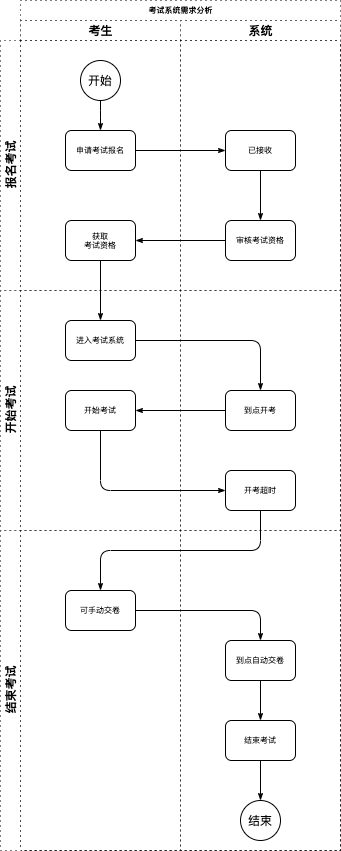 考试系统需求分析
考生
系统
报名考试
开始
申请考试报名
已接收
获取
考试资格
审核考试资格
开始考试
进入考试系统
开始考试
到点开考
开考超时
结束考试
可手动交卷
到点自动交卷
结束考试
结束